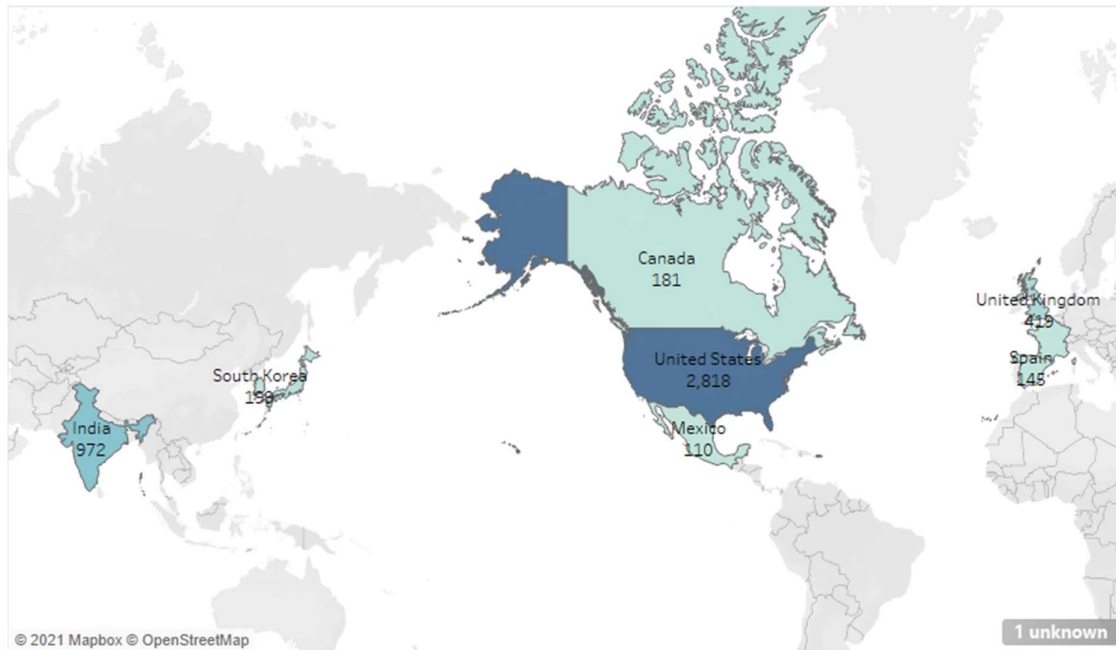 Canada
181
United Kingdom
419
United States
2,818
Spain
145
South Korea
199
India
972
Mexico
110
© 2021 Mapbox © OpenStreetMap
1 unknown